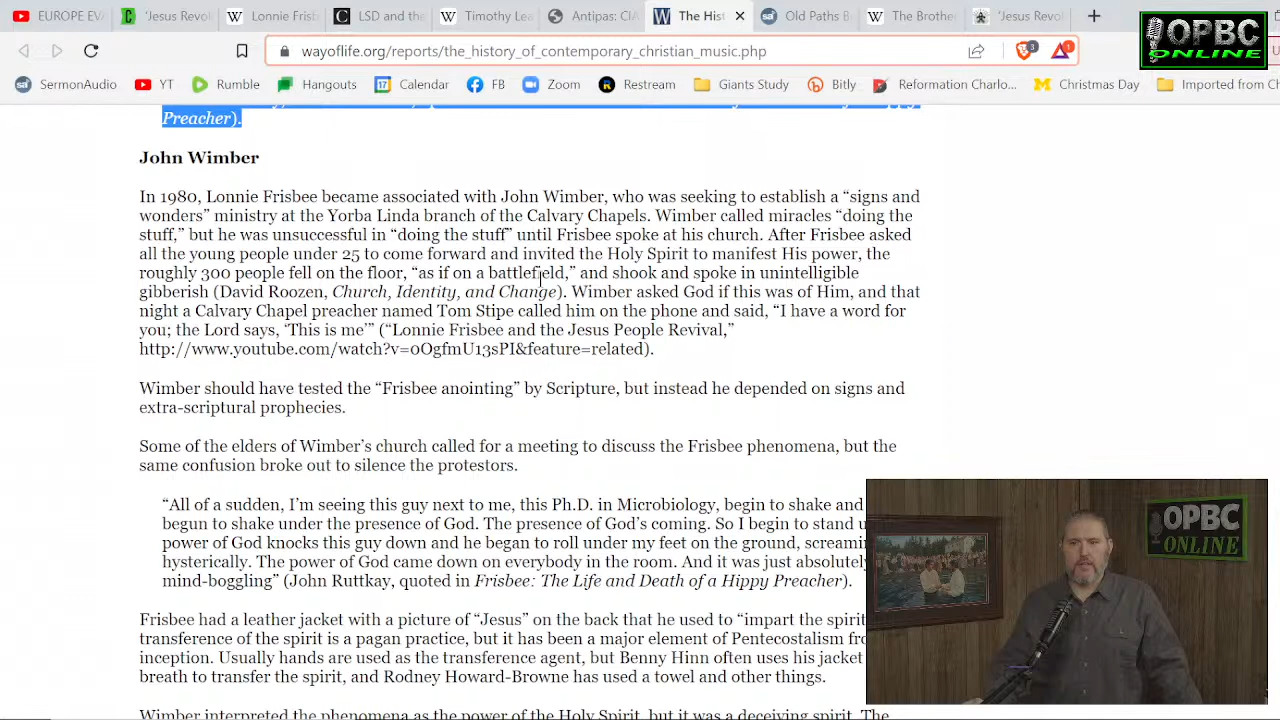 EUROPE EV
'Jesus Revol
Lonnie Frisb
LSD and the
Timothy Lea
Antipas: CIA
The His
Old Paths B
The Brother
'Jesus Revol
OPBC
ONLINE
wayoflife.org/reports/the_history_of_contemporary_christian_music.php
3
1
SermonAudio
YT
Rumble
Hangouts
17
Calendar
FB
Zoom
Restream
Giants Study
Bitly
Reformation Charlo...
Christmas Day
Imported from C
Preacher).
John Wimber
In 1980, Lonnie Frisbee became associated with John Wimber, who was seeking to establish a “signs and
wonders” ministry at the Yorba Linda branch of the Calvary Chapels. Wimber called miracles “doing the
stuff,” but he was unsuccessful in “doing the stuff” until Frisbee spoke at his church. After Frisbee asked
all the young people under 25 to come forward and invited the Holy Spirit to manifest His power, the
roughly 300 people fell on the floor, “as if on a battlefield,” and shook and spoke in unintelligible
gibberish (David Roozen, Church, Identity, and Change). Wimber asked God if this was of Him, and that
night a Calvary Chapel preacher named Tom Stipe called him on the phone and said, “I have a word for
you; the Lord says, ‘This is me’” (“Lonnie Frisbee and the Jesus People Revival,”
http://www.youtube.com/watch?v=0OgfmU13sPI&feature=related).
Wimber should have tested the “Frisbee anointing” by Scripture, but instead he depended on signs and
extra-scriptural prophecies.
Some of the elders of Wimber’s church called for a meeting to discuss the Frisbee phenomena, but the
same confusion broke out to silence the protestors.
“All of a sudden, I’m seeing this guy next to me, this Ph.D. in Microbiology, begin to shake and
begun to shake under the presence of God. The presence of God’s coming. So I begin to stand u
power of God knocks this guy down and he began to roll under my feet on the ground, screamin
hysterically. The power of God came down on everybody in the room. And it was just absolutely
mind-boggling” (John Ruttkay, quoted in Frisbee: The Life and Death of a Hippy Preacher).
Frisbee had a leather jacket with a picture of “Jesus” on the back that he used to “impart the spirit
transference of the spirit is a pagan practice, but it has been a major element of Pentecostalism fro
inception. Usually hands are used as the transference agent, but Benny Hinn often uses his jacket
breath to transfer the spirit, and Rodney Howard-Browne has used a towel and other things.
Wimber interpreted the phenomena as the power of the Holy Spirit, but it was a deceiving spirit. The
OPBC
ONLINE